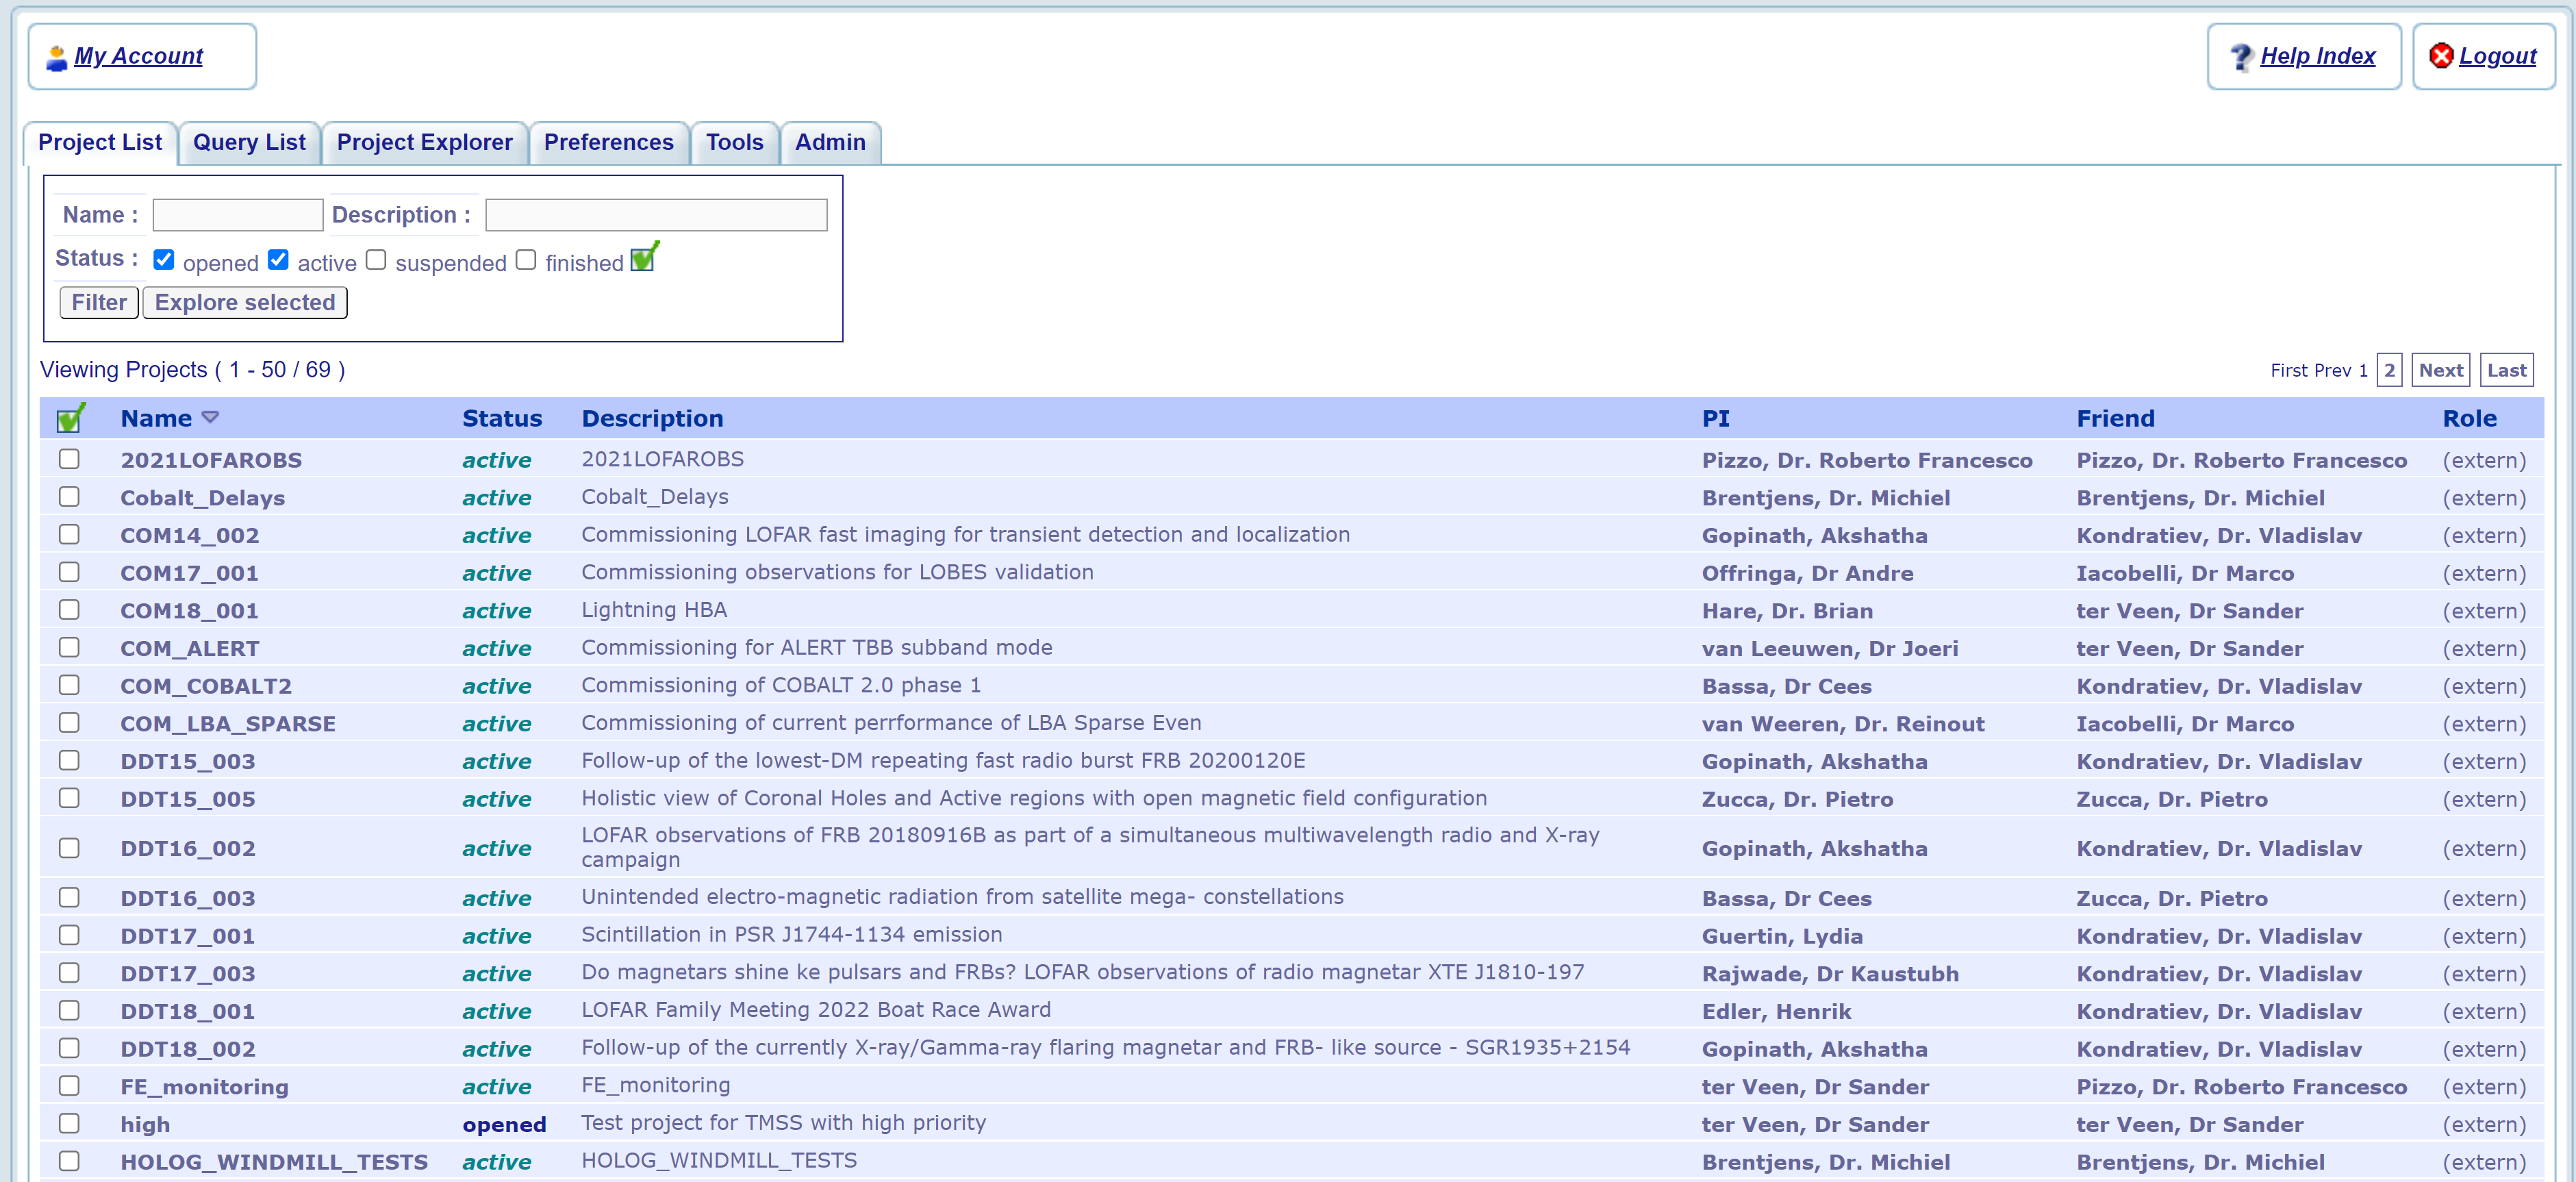 My Account Help Index Logout
Project List Query List Project Explorer Preferences Tools Admin
Name : Description :
Status : opened active suspended finished
Filter Explore selected
Viewing Projects ( 1 - 50 / 69 ) First Prev 1 2 Next Last
Name Status Description PI Friend Role
2021LOFAROBS active 2021LOFAROBS Pizzo, Dr. Roberto Francesco Pizzo, Dr. Roberto Francesco (extern)
Cobalt_Delays active Cobalt_Delays Brentjens, Dr. Michiel Brentjens, Dr. Michiel (extern)
COM14_002 active Commissioning LOFAR fast imaging for transient detection and localization Gopinath, Akshatha Kondratiev, Dr. Vladislav (extern)
COM17_001 active Commissioning observations for LOBES validation Offringa, Dr Andre Iacobelli, Dr Marco (extern)
COM18_001 active Lightning HBA Hare, Dr. Brian ter Veen, Dr Sander (extern)
COM_ALERT active Commissioning for ALERT TBB subband mode van Leeuwen, Dr Joeri ter Veen, Dr Sander (extern)
COM_COBALT2 active Commissioning of COBALT 2.0 phase 1 Bassa, Dr Cees Kondratiev, Dr. Vladislav (extern)
COM_LBA_SPARSE active Commissioning of current perrformance of LBA Sparse Even van Weeren, Dr. Reinout Iacobelli, Dr Marco (extern)
DDT15_003 active Follow-up of the lowest-DM repeating fast radio burst FRB 20200120E Gopinath, Akshatha Kondratiev, Dr. Vladislav (extern)
DDT15_005 active Holistic view of Coronal Holes and Active regions with open magnetic field configuration Zucca, Dr. Pietro Zucca, Dr. Pietro (extern)
DDT16_002 active LOFAR observations of FRB 20180916B as part of a simultaneous multiwavelength radio and X-ray
campaign Gopinath, Akshatha Kondratiev, Dr. Vladislav (extern)
DDT16_003 active Unintended electro-magnetic radiation from satellite mega- constellations Bassa, Dr Cees Zucca, Dr. Pietro (extern)
DDT17_001 active Scintillation in PSR J1744-1134 emission Guertin, Lydia Kondratiev, Dr. Vladislav (extern)
DDT17_003 active Do magnetars shine ke pulsars and FRBs? LOFAR observations of radio magnetar XTE J1810-197 Rajwade, Dr Kaustubh Kondratiev, Dr. Vladislav (extern)
DDT18_001 active LOFAR Family Meeting 2022 Boat Race Award Edler, Henrik Kondratiev, Dr. Vladislav (extern)
DDT18_002 active Follow-up of the currently X-ray/Gamma-ray flaring magnetar and FRB- like source - SGR1935+2154 Gopinath, Akshatha Kondratiev, Dr. Vladislav (extern)
FE_monitoring active FE_monitoring ter Veen, Dr Sander Pizzo, Dr. Roberto Francesco (extern)
high opened Test project for TMSS with high priority ter Veen, Dr Sander ter Veen, Dr Sander (extern)
HOLOG_WINDMILL_TESTS active HOLOG_WINDMILL_TESTS Brentjens, Dr. Michiel Brentjens, Dr. Michiel (extern)